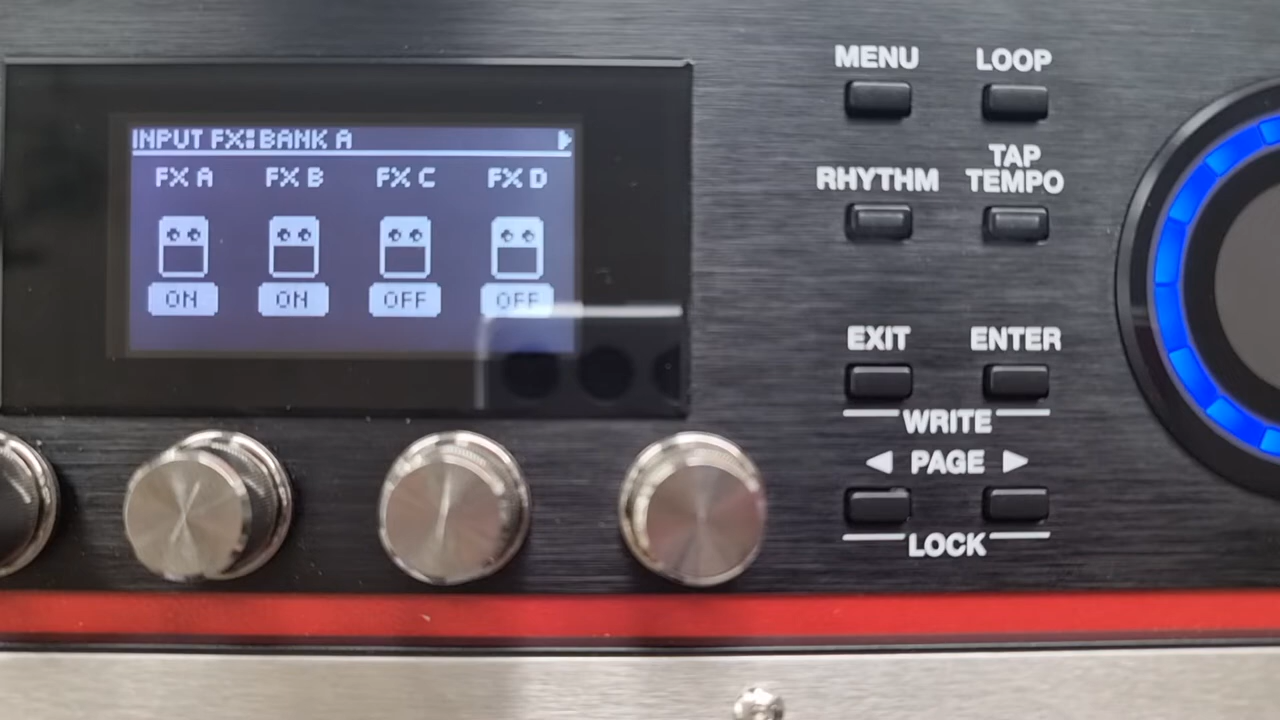 INPUT FX:BANK A
FX A FX B FX C FX D
ON ON OFF OFF
MENU LOOP
RHYTHM TAP TEMPO
EXIT ENTER
WRITE
◀ PAGE ▶
LOCK